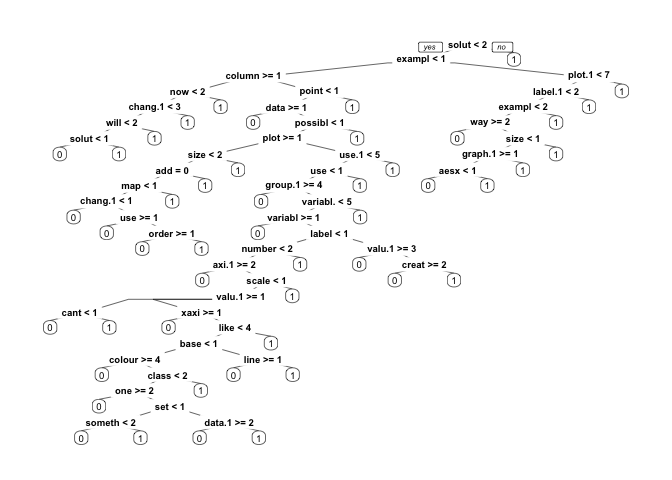 yes solut < 2 no
exampl < 1 1
column >= 1 plot.1 < 7
now < 2 point < 1 label.1 < 2 1
chang.1 < 3 1 data >= 1 1 exampl < 2 1
will < 2 1 0 possibl < 1 way >= 2 1
solut < 1 1 plot >= 1 1 0 size < 1
0 1 size < 2 use.1 < 5 graph.1 >= 1 1
add = 0 1 use < 1 1 aesx < 1 1
map < 1 1 group.1 >= 4 1 0 1
chang.1 < 1 1 0 variabl. < 5
0 use >= 1 variabl >= 1 1
0 order >= 1 0 label < 1
0 1 number < 2 valu.1 >= 3
axi.1 >= 2 1 0 creat >= 2
0 scale < 1 0 1
valu.1 >= 1 1
cant < 1 xaxi >= 1
0 1 0 like < 4
base < 1 1
colour >= 4 line >= 1
0 class < 2 0 1
one >= 2 1
0 set < 1
someth < 2 data.1 >= 2
0 1 0 1